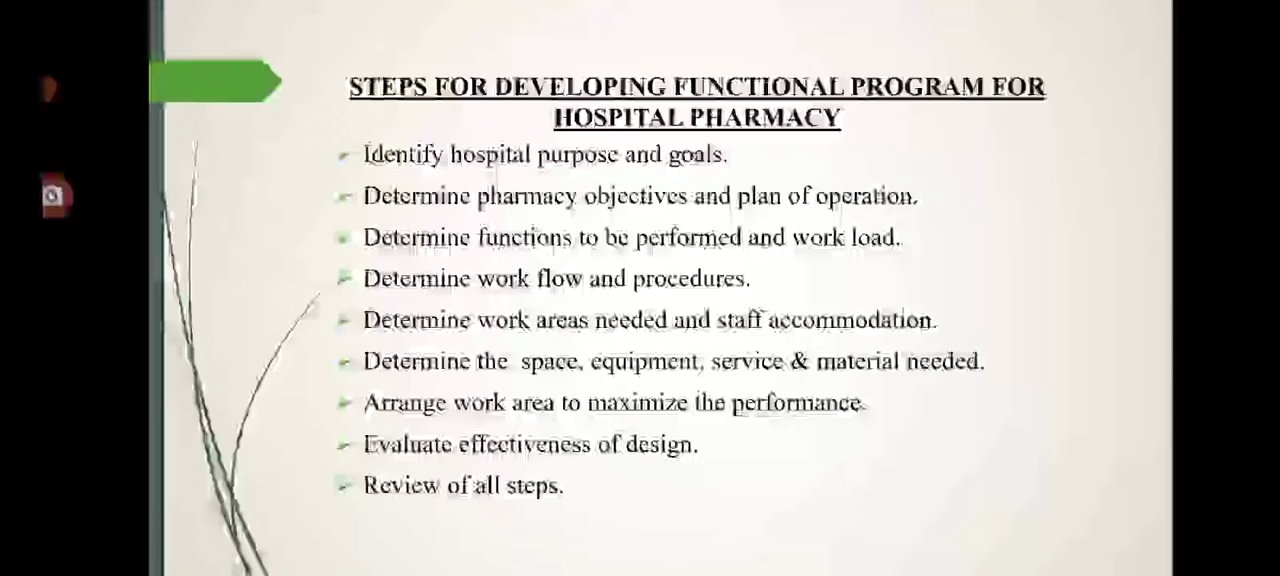 STEPS FOR DEVELOPING FUNCTIONAL PROGRAM FOR
HOSPITAL PHARMACY
Identify hospital purpose and goals.
Determine pharmacy objectives and plan of operation.
Determine functions to be performed and work load.
Determine work flow and procedures.
Determine work areas needed and staff accommodation.
Determine the space, equipment, service & material needed.
Arrange work area to maximize the performance.
Evaluate effectiveness of design.
Review of all steps.